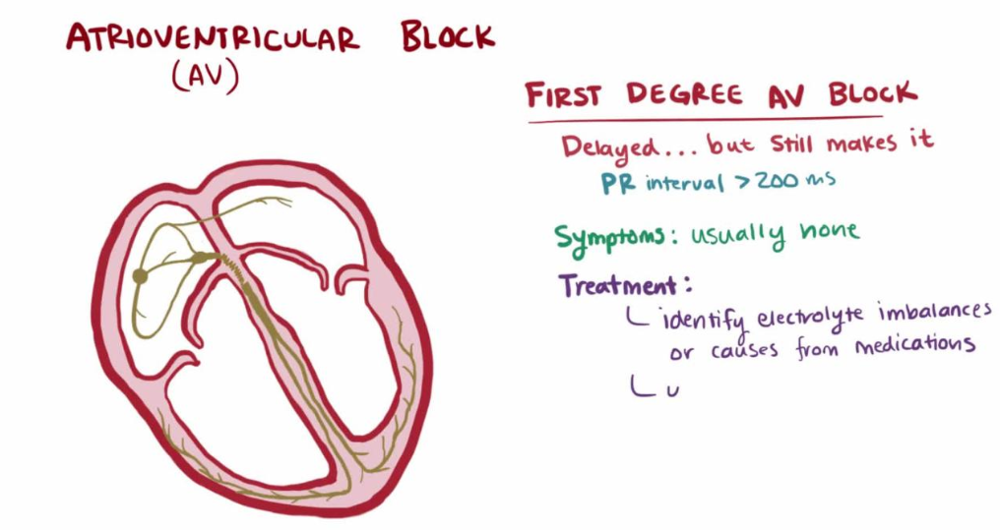 ATRIOVENTRICULAR BLOCK
(AV)
FIRST DEGREE AV BLOCK
Delayed... but still makes it
PR interval > 200 ms
Symptoms: usually none
Treatment:
identify electrolyte imbalances
or causes from medications
u